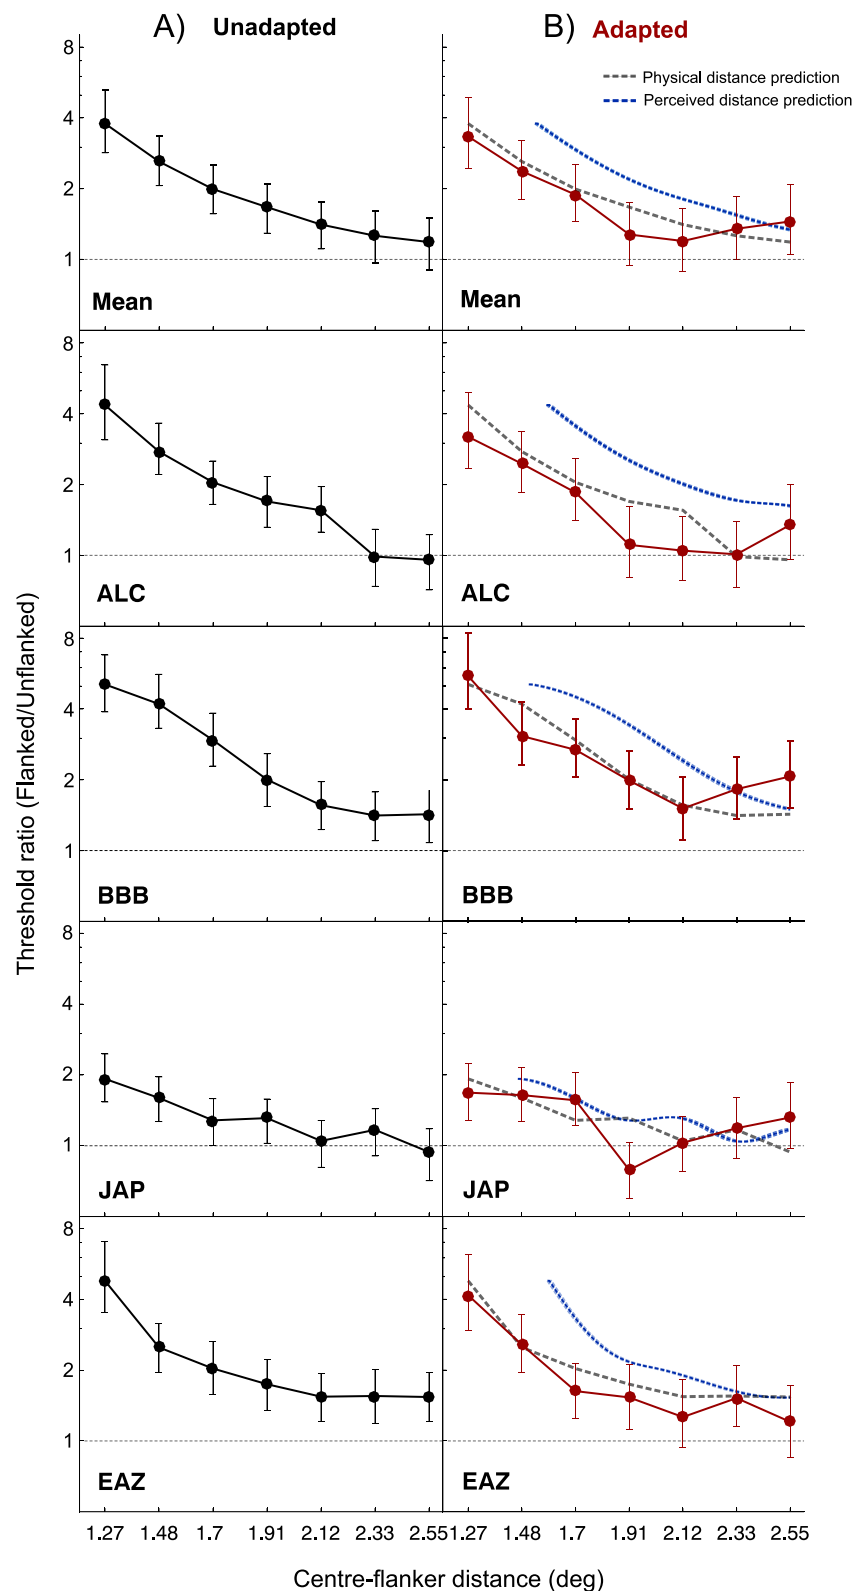 A) Unadapted
B) Adapted
Physical distance prediction
Perceived distance prediction
8
4
2
1
Mean
Mean
8
4
2
1
ALC
ALC
8
4
2
1
BBB
BBB
8
4
2
1
JAP
JAP
8
4
2
1
EAZ
EAZ
Threshold ratio (Flanked/Unflanked)
1.27 1.48 1.7 1.91 2.12 2.33 2.55 1.27 1.48 1.7 1.91 2.12 2.33 2.55
Centre-flanker distance (deg)